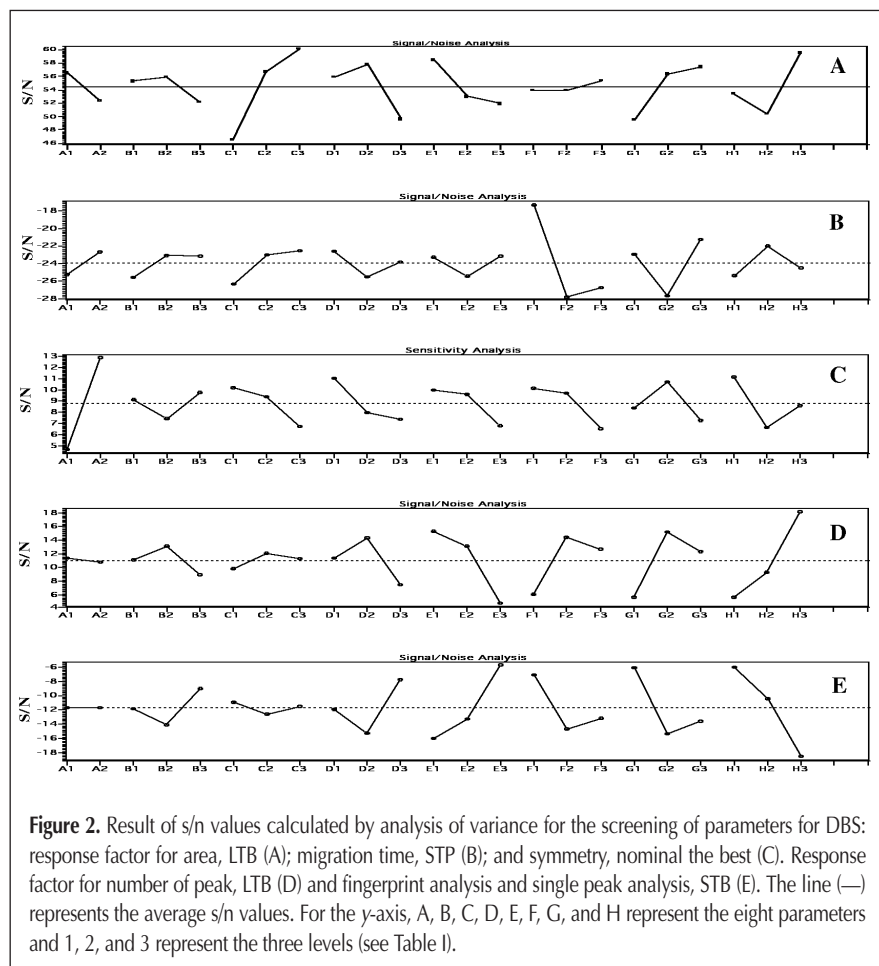 Signal/Noise Analysis
A
S/N
60
56
54
50
48
46
A1 A2 B1 B2 B3 C1 C2 C3 D1 D2 D3 E1 E2 E3 F1 F2 F3 G1 G2 G3 H1 H2 H3
Signal/Noise Analysis
B
S/N
-18
-22
-24
-26
-28
A1 A2 B1 B2 B3 C1 C2 C3 D1 D2 D3 E1 E2 E3 F1 F2 F3 G1 G2 G3 H1 H2 H3
Sensitivity Analysis
C
S/N
13
11
10
9
8
7
6
5
A1 A2 B1 B2 B3 C1 C2 C3 D1 D2 D3 E1 E2 E3 F1 F2 F3 G1 G2 G3 H1 H2 H3
Signal/Noise Analysis
D
S/N
18
16
14
12
10
6
4
A1 A2 B1 B2 B3 C1 C2 C3 D1 D2 D3 E1 E2 E3 F1 F2 F3 G1 G2 G3 H1 H2 H3
Signal/Noise Analysis
E
S/N
-6
-8
-12
-14
-18
A1 A2 B1 B2 B3 C1 C2 C3 D1 D2 D3 E1 E2 E3 F1 F2 F3 G1 G2 G3 H1 H2 H3
Figure 2. Result of s/n values calculated by analysis of variance for the screening of parameters for DBS:
response factor for area, LTB (A); migration time, STP (B); and symmetry, nominal the best (C). Response
factor for number of peak, LTB (D) and fingerprint analysis and single peak analysis, STB (E). The line (—)
represents the average s/n values. For the y-axis, A, B, C, D, E, F, G, and H represent the eight parameters
and 1, 2, and 3 represent the three levels (see Table I).